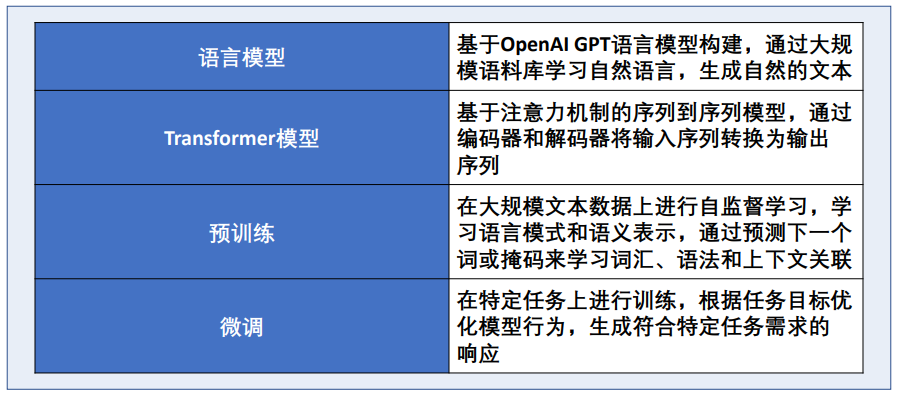 语言模型
基于OpenAI GPT语言模型构建，通过大规
模语料库学习自然语言，生成自然的文本
Transformer模型
基于注意力机制的序列到序列模型，通过
编码器和解码器将输入序列转换为输出
序列
预训练
在大规模文本数据上进行自监督学习，学
习语言模式和语义表示，通过预测下一个
词或掩码来学习词汇、语法和上下文关联
微调
在特定任务上进行训练，根据任务目标优
化模型行为，生成符合特定任务需求的
响应